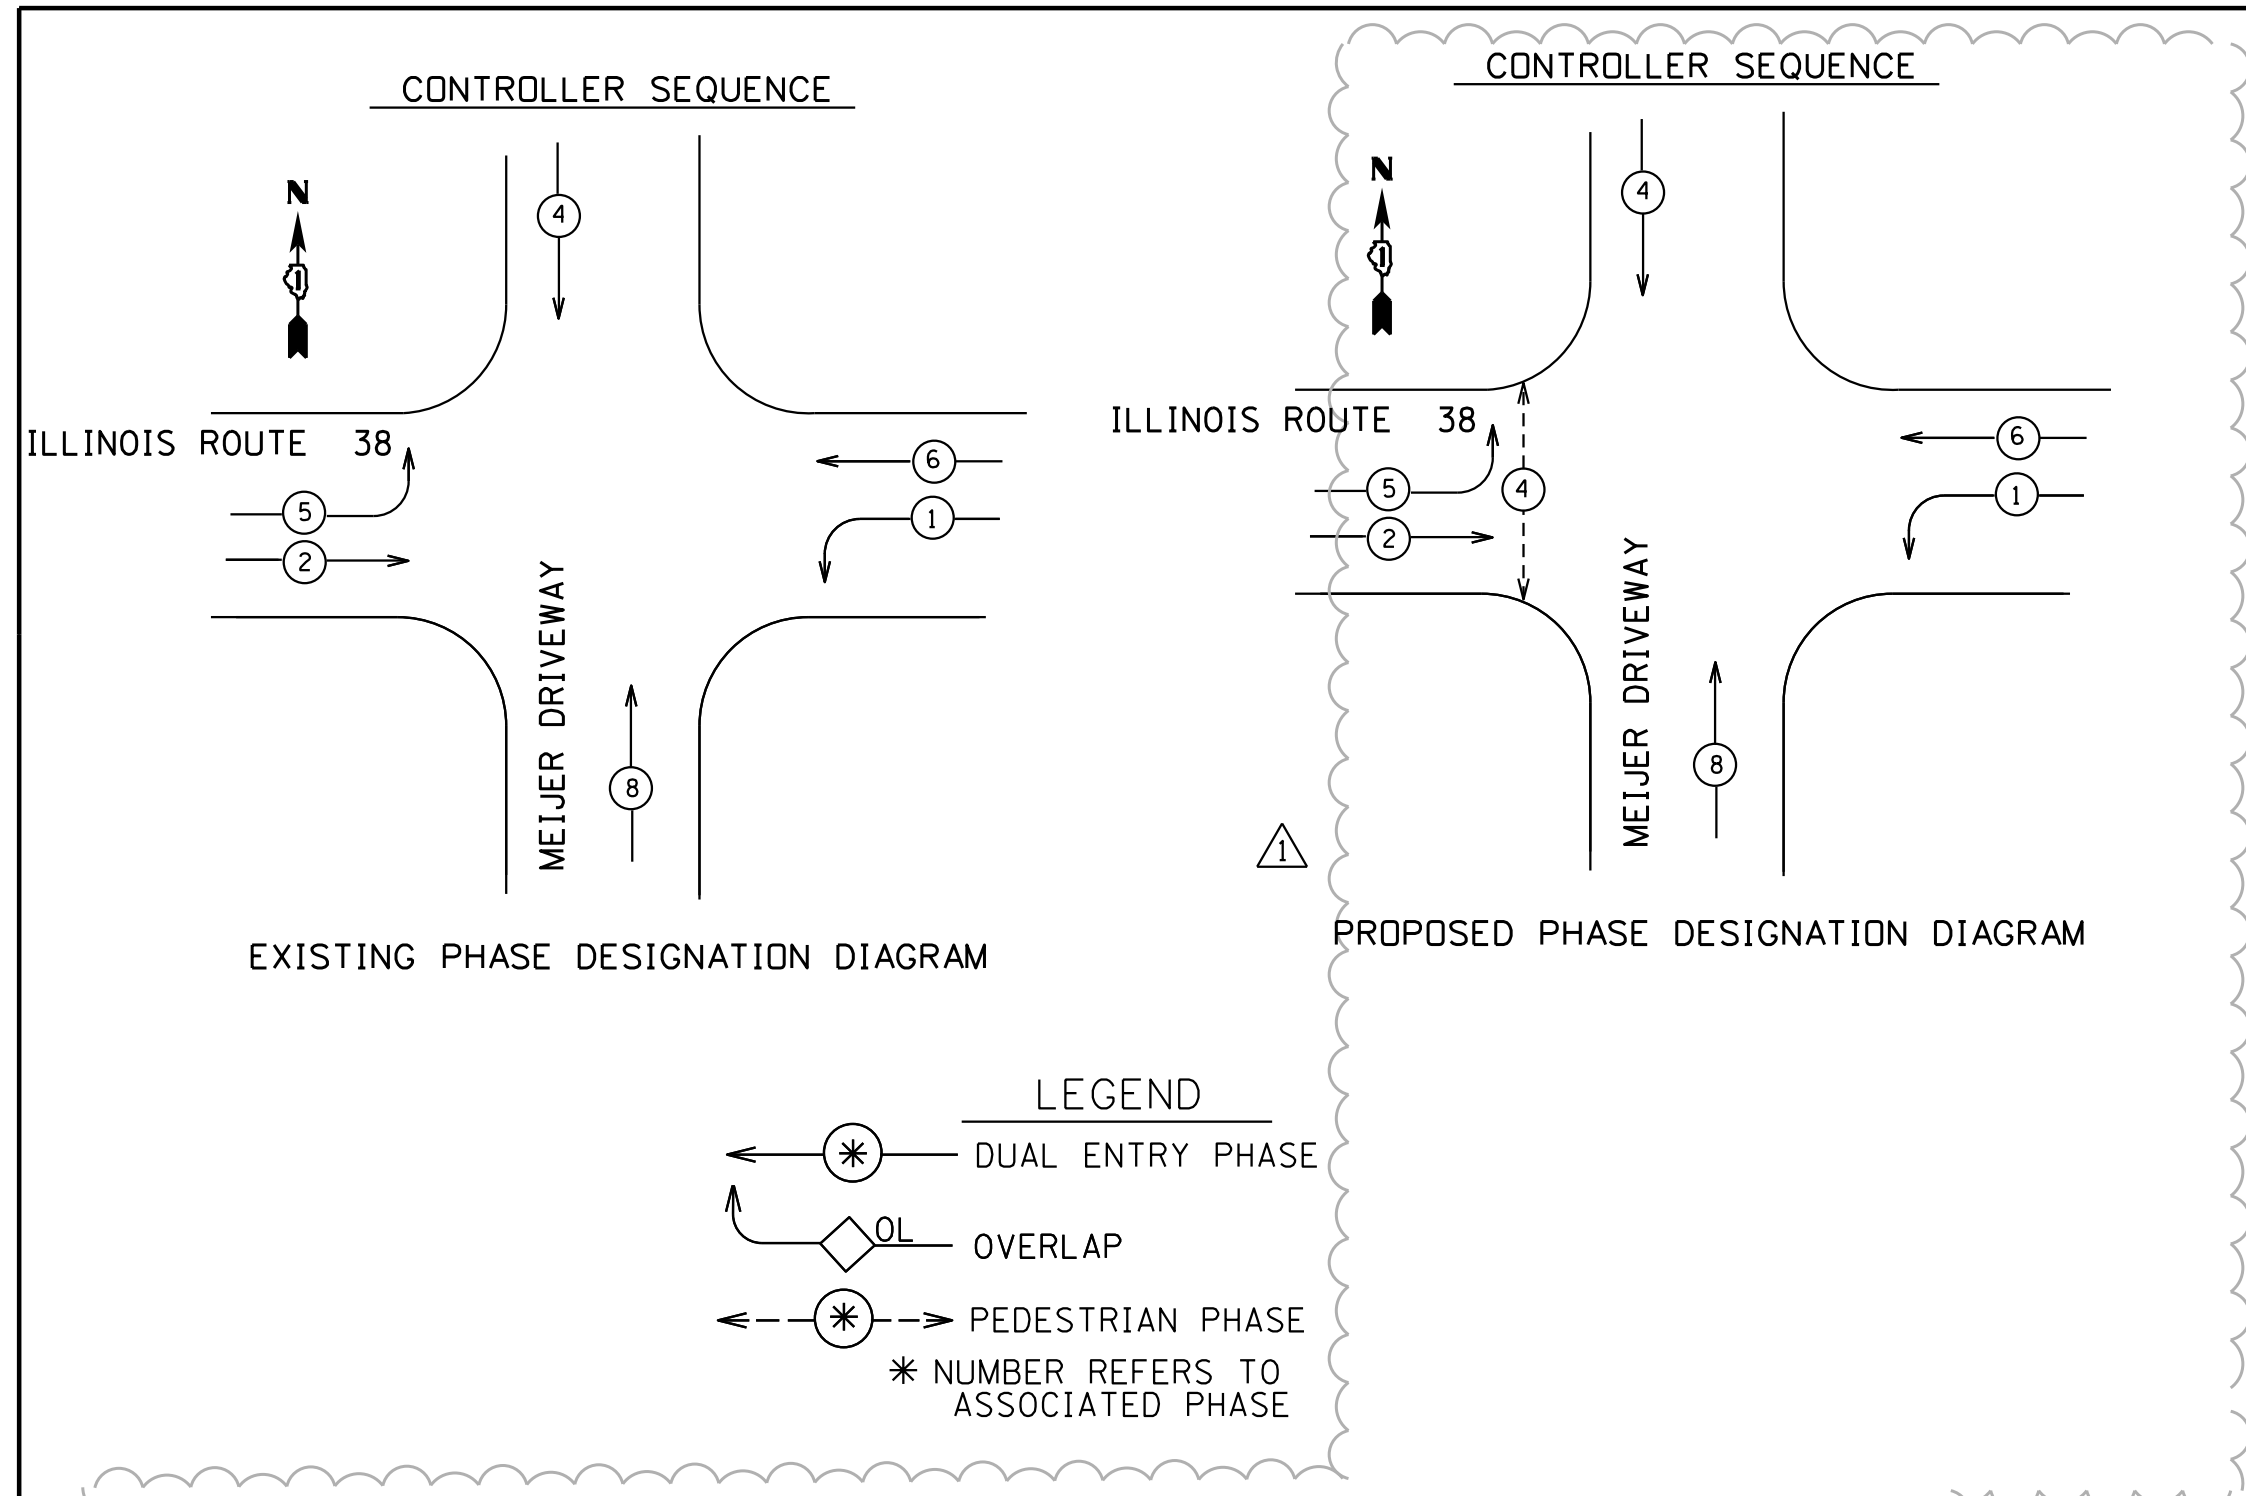 CONTROLLER SEQUENCE
N
1
4
ILLINOIS ROUTE 38
6
5
1
2
MEIJER DRIVEWAY
8
EXISTING PHASE DESIGNATION DIAGRAM
CONTROLLER SEQUENCE
N
1
4
ILLINOIS ROUTE 38
6
5
4
1
2
MEIJER DRIVEWAY
8
1
PROPOSED PHASE DESIGNATION DIAGRAM
LEGEND
* DUAL ENTRY PHASE
OL OVERLAP
* PEDESTRIAN PHASE
* NUMBER REFERS TO
ASSOCIATED PHASE